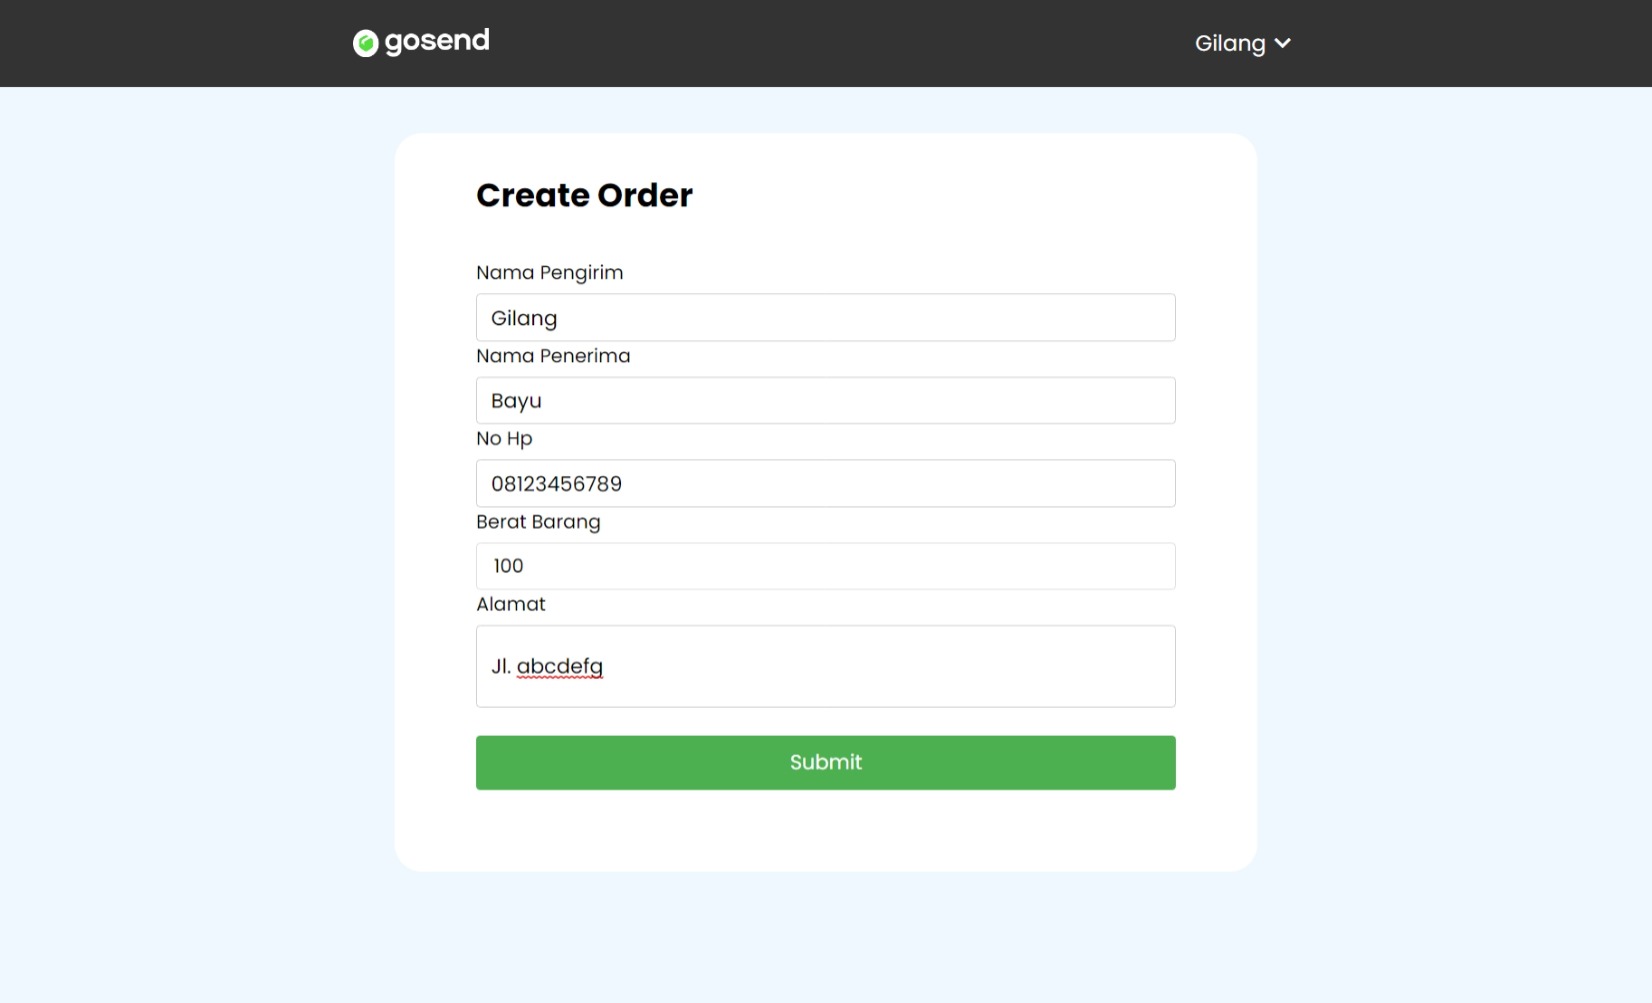 gosend
Gilang
Create Order
Nama Pengirim
Gilang
Nama Penerima
Bayu
No Hp
08123456789
Berat Barang
100
Alamat
Jl. abcdefg
Submit